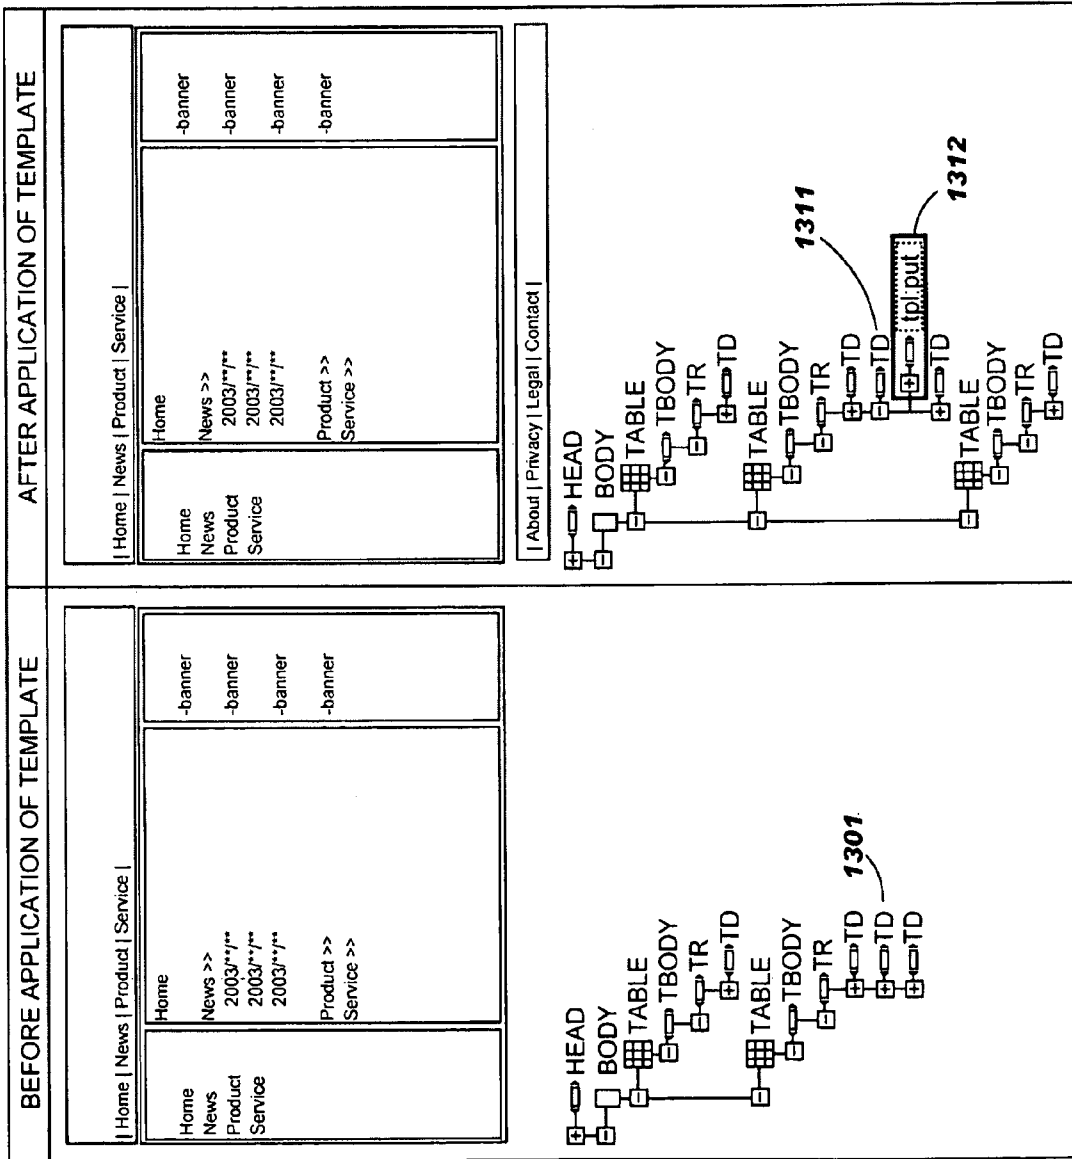 BEFORE APPLICATION OF TEMPLATE
| Home | News | Product | Service |
Home
News
Product
Service
Home
News >>
2003/**/**
2003/**/**
2003/**/**
Product >>
Service >>
-banner
-banner
-banner
-banner
HEAD
BODY
TABLE
TBODY
TR
TD
TABLE
TBODY
TR
TD
TD
TD
1301
AFTER APPLICATION OF TEMPLATE
| Home | News | Product | Service |
Home
News
Product
Service
Home
News >>
2003/**/**
2003/**/**
2003/**/**
Product >>
Service >>
-banner
-banner
-banner
-banner
| About | Privacy | Legal | Contact |
HEAD
BODY
TABLE
TBODY
TR
TD
TABLE
TBODY
TR
TD
TD
1311
tpl:put
1312
TD
TABLE
TBODY
TR
TD